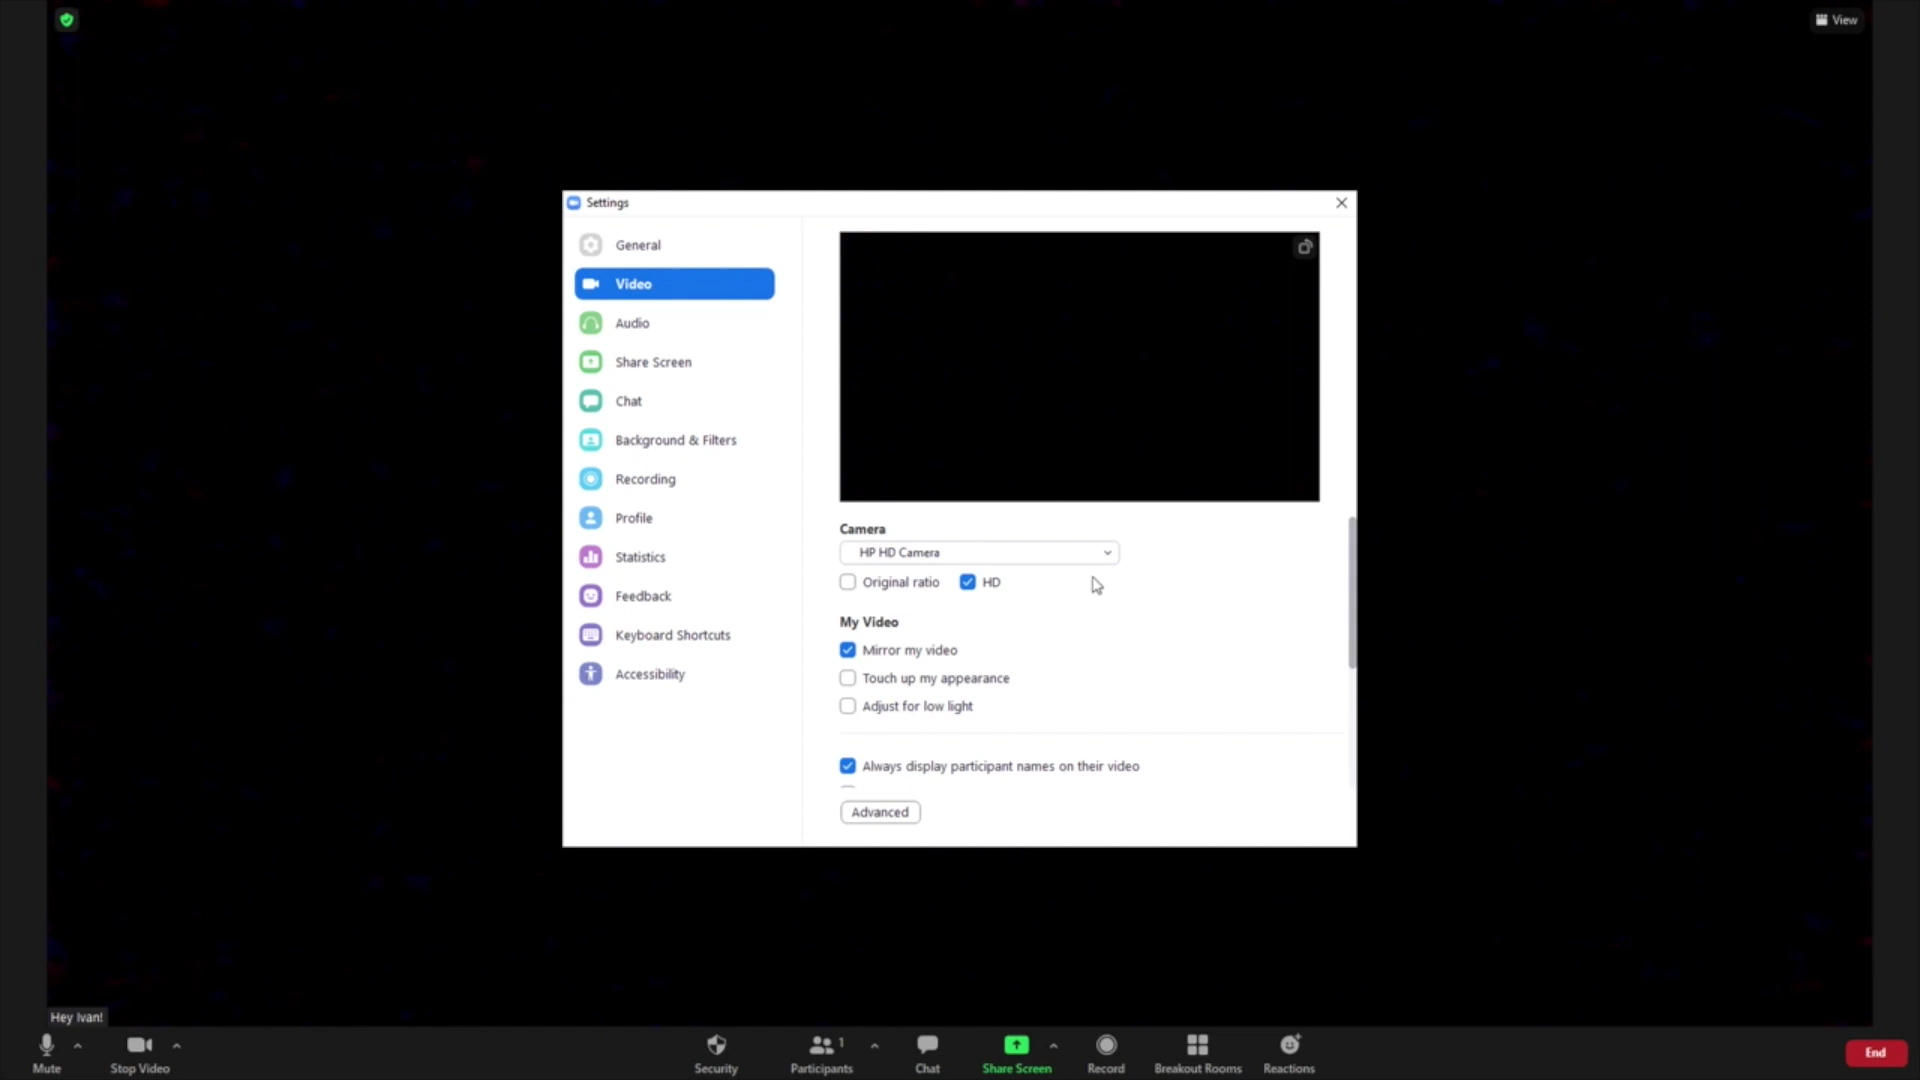 View
Settings
General
Video
Audio
Share Screen
Chat
Background & Filters
Recording
Profile
Statistics
Feedback
Keyboard Shortcuts
Accessibility
Camera
HP HD Camera
Original ratio HD
My Video
Mirror my video
Touch up my appearance
Adjust for low light
Always display participant names on their video
Advanced
Hey Ivan!
1
Mute Stop Video Security Participants Chat Share Screen Record Breakout Rooms Reactions End